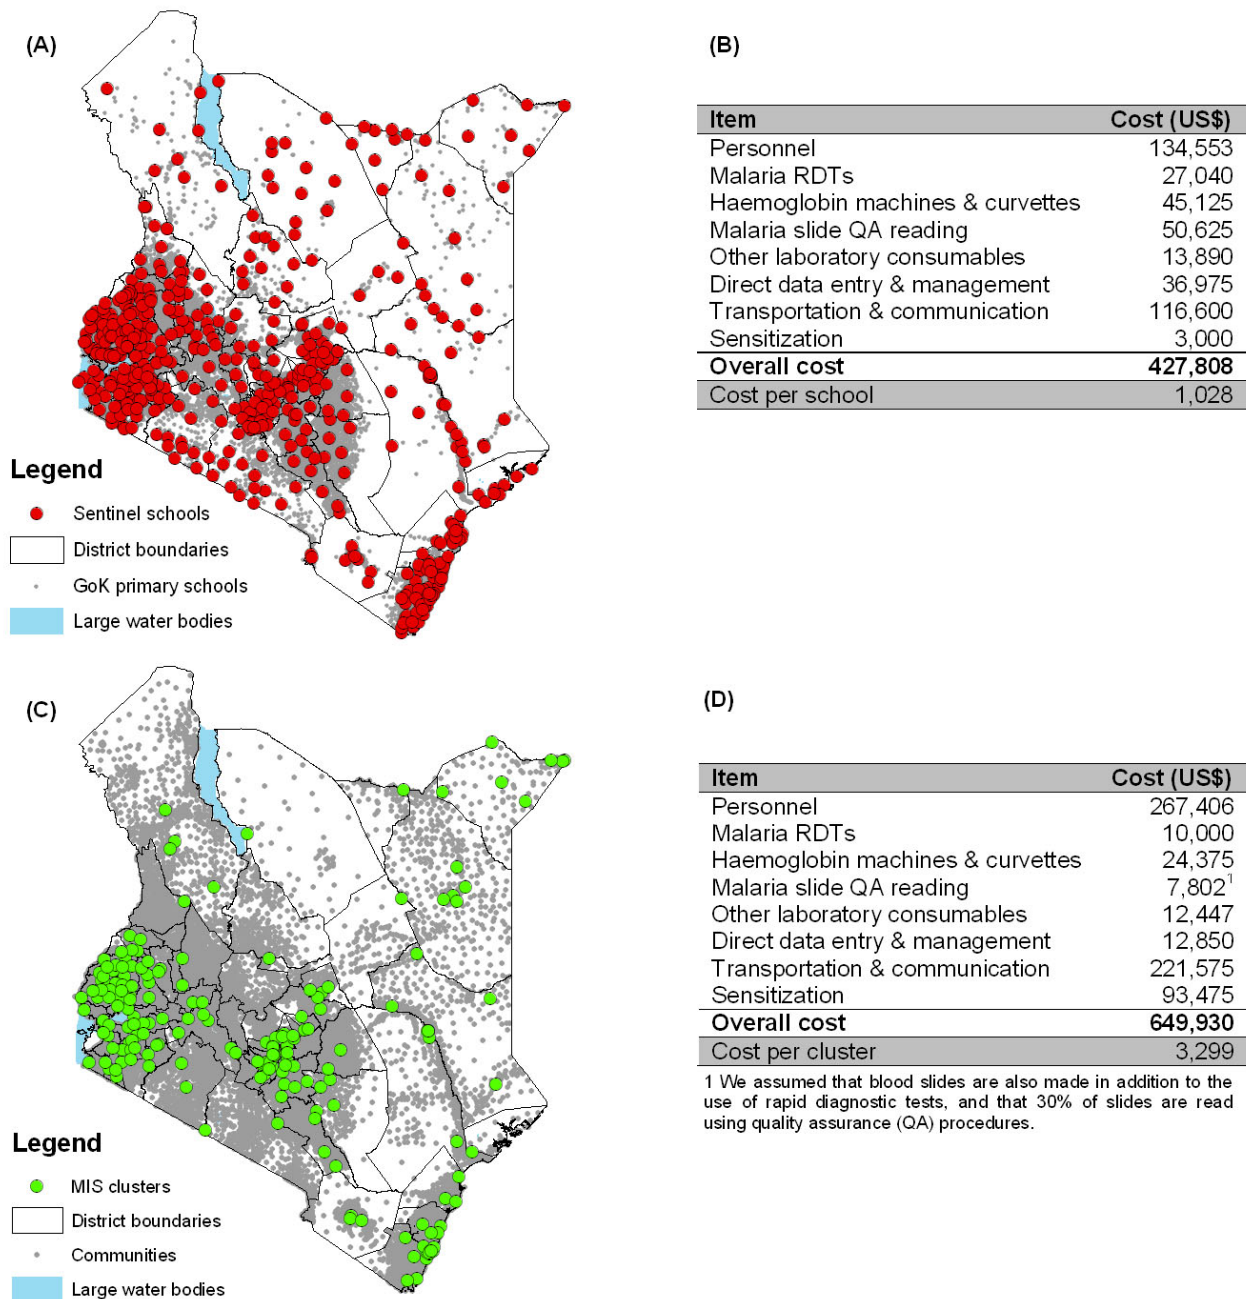 (A)
Legend
Sentinel schools
District boundaries
GoK primary schools
Large water bodies
(B)
Item Cost (US$)
Personnel 134,553
Malaria RDTs 27,040
Haemoglobin machines & curvettes 45,125
Malaria slide QA reading 50,625
Other laboratory consumables 13,890
Direct data entry & management 36,975
Transportation & communication 116,600
Sensitization 3,000
Overall cost 427,808
Cost per school 1,028
(C)
Legend
MIS clusters
District boundaries
Communities
Large water bodies
(D)
Item Cost (US$)
Personnel 267,406
Malaria RDTs 10,000
Haemoglobin machines & curvettes 24,375
Malaria slide QA reading 7,802¹
Other laboratory consumables 12,447
Direct data entry & management 12,850
Transportation & communication 221,575
Sensitization 93,475
Overall cost 649,930
Cost per cluster 3,299
1 We assumed that blood slides are also made in addition to the
use of rapid diagnostic tests, and that 30% of slides are read
using quality assurance (QA) procedures.